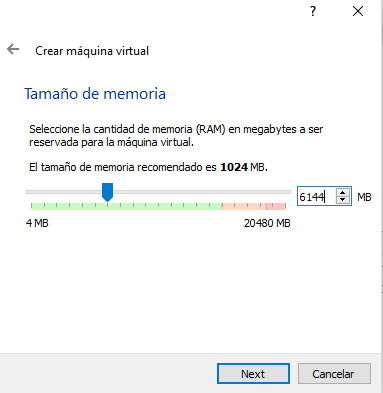 ?
Crear máquina virtual
Tamaño de memoria
Seleccione la cantidad de memoria (RAM) en megabytes a ser
reservada para la máquina virtual.
El tamaño de memoria recomendado es 1024 MB.
6144 MB
4 MB 20480 MB
Next Cancelar